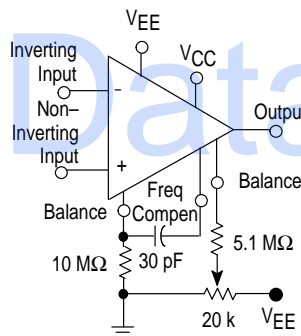 VEE
Inverting
Input
VCC
Non–
Inverting
Input
-
+
Output
Data
Freq
Compen
Balance
Balance
10 MΩ
30 pF
5.1 MΩ
20 k
VEE